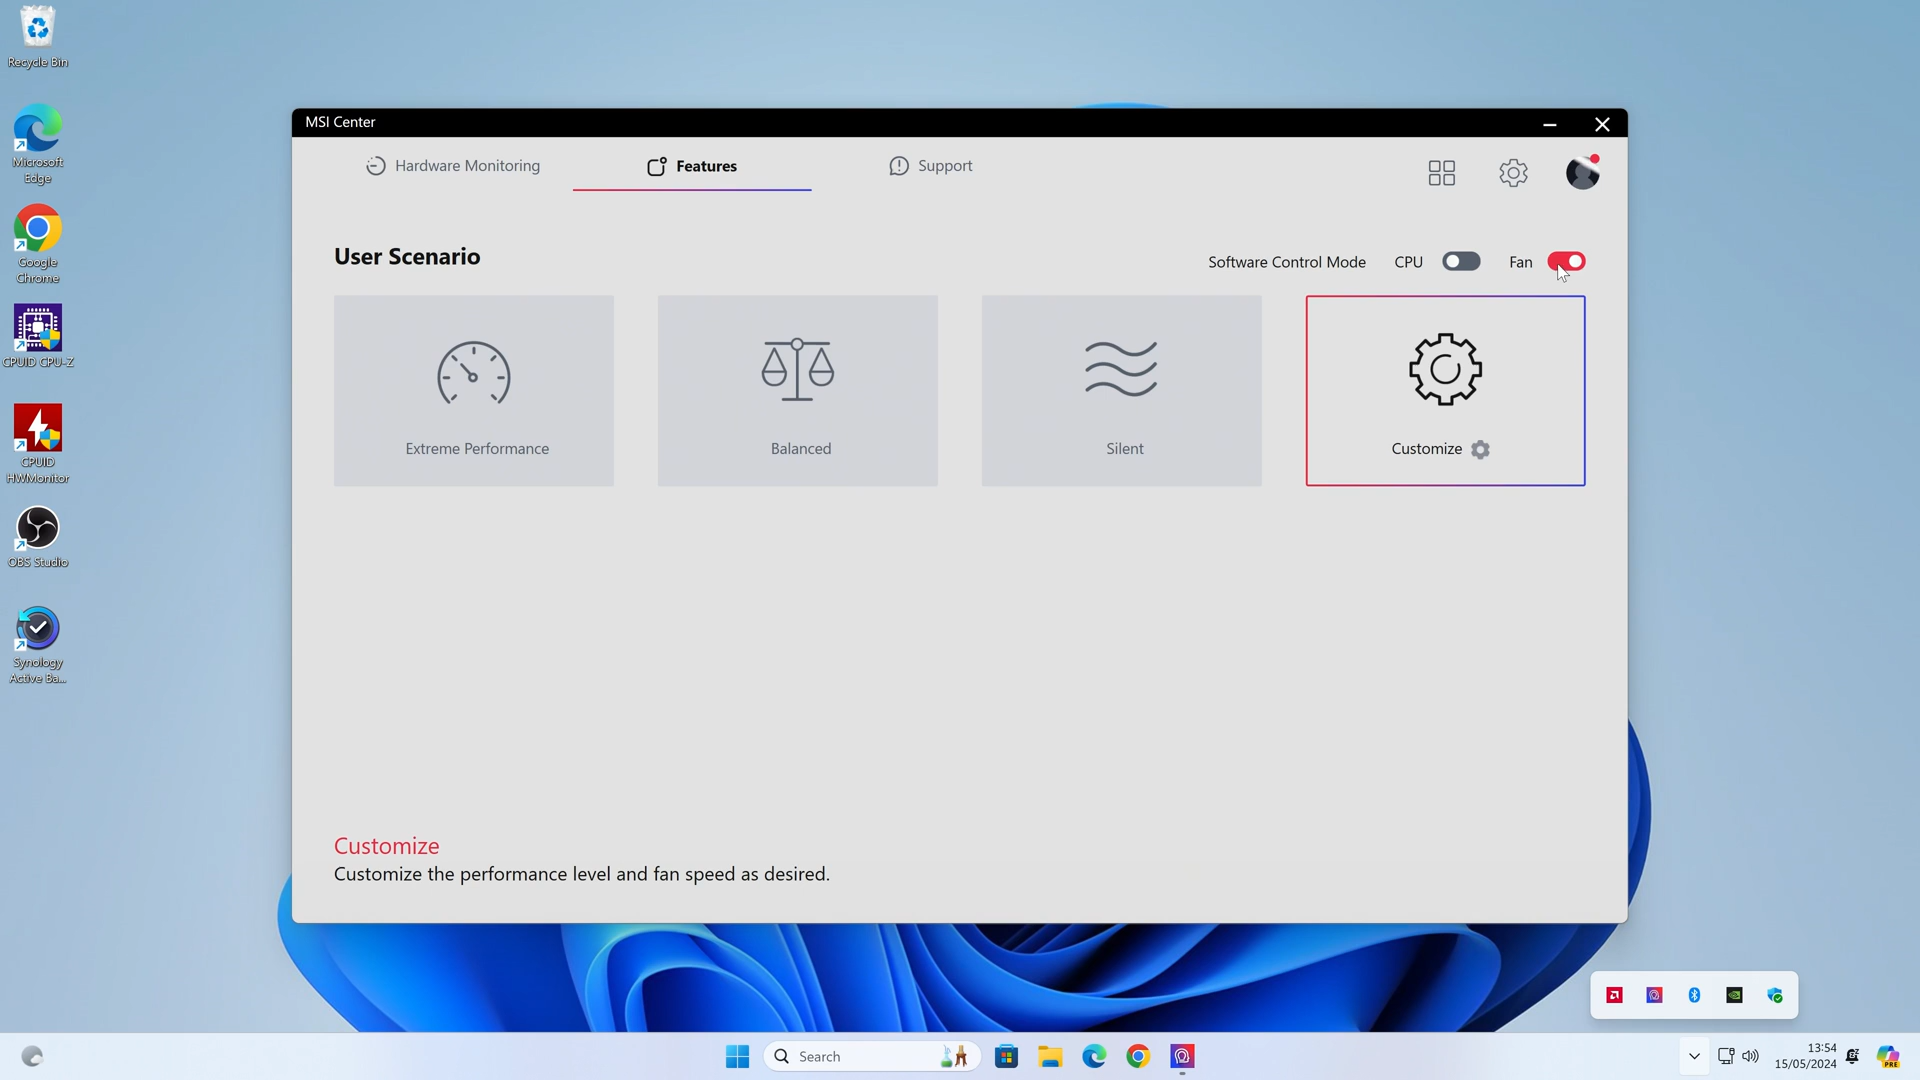 Recycle Bin
Microsoft
Edge
Google
Chrome
CPUID CPU-Z
CPUID
HWMonitor
OBS Studio
Synology
Active Ba...
MSI Center
Hardware Monitoring
Features
Support
User Scenario
Software Control Mode
CPU
Fan
Extreme Performance
Balanced
Silent
Customize
Customize
Customize the performance level and fan speed as desired.
Search
13:54
15/05/2024
PRE